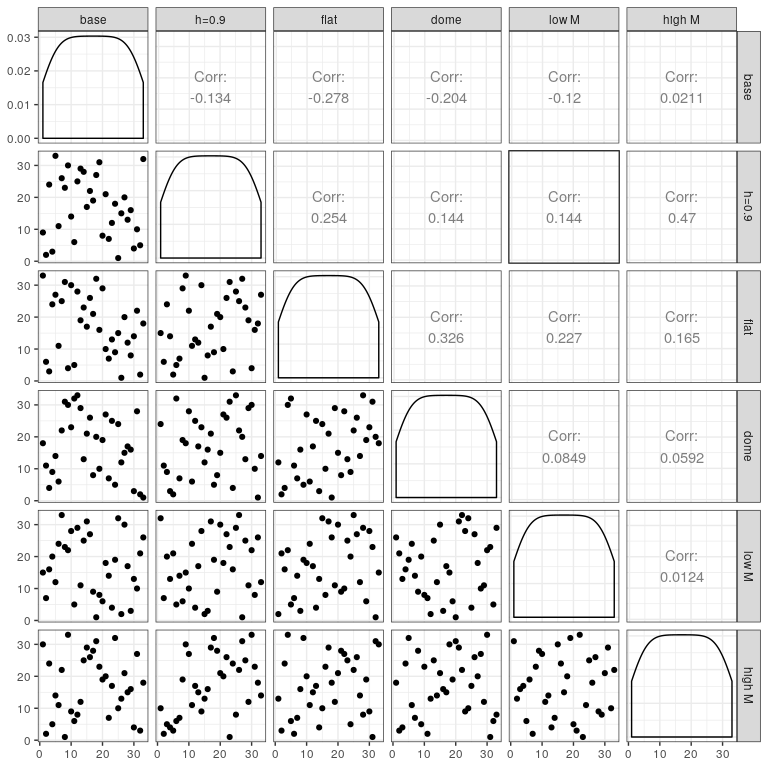 base h=0.9 flat dome low M high M
0.03
0.02
0.01
0.00
Corr:
-0.134
Corr:
-0.278
Corr:
-0.204
Corr:
-0.12
Corr:
0.0211
base
30
20
10
0
Corr:
0.254
Corr:
0.144
Corr:
0.144
Corr:
0.47
h=0.9
30
20
10
0
Corr:
0.326
Corr:
0.227
Corr:
0.165
flat
30
20
10
0
Corr:
0.0849
Corr:
0.0592
dome
30
20
10
0
Corr:
0.0124
low M
30
20
10
0
high M
0 10 20 30 0 10 20 30 0 10 20 30 0 10 20 30 0 10 20 30 0 10 20 30